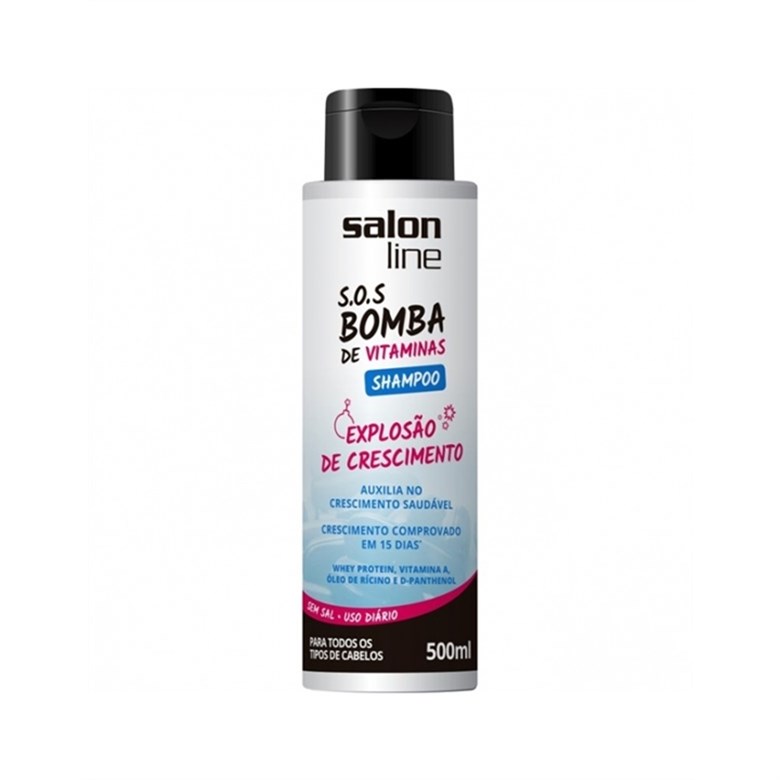 salon
line
S.O.S
BOMBA
DE VITAMINAS
SHAMPOO
EXPLOSÃO
DE CRESCIMENTO
AUXILIA NO
CRESCIMENTO SAUDÁVEL
CRESCIMENTO COMPROVADO
EM 15 DIAS*
WHEY PROTEIN, VITAMINA A,
ÓLEO DE RÍCINO E D-PANTHENOL
SEM SAL - USO DIÁRIO
PARA TODOS OS
TIPOS DE CABELOS
500ml